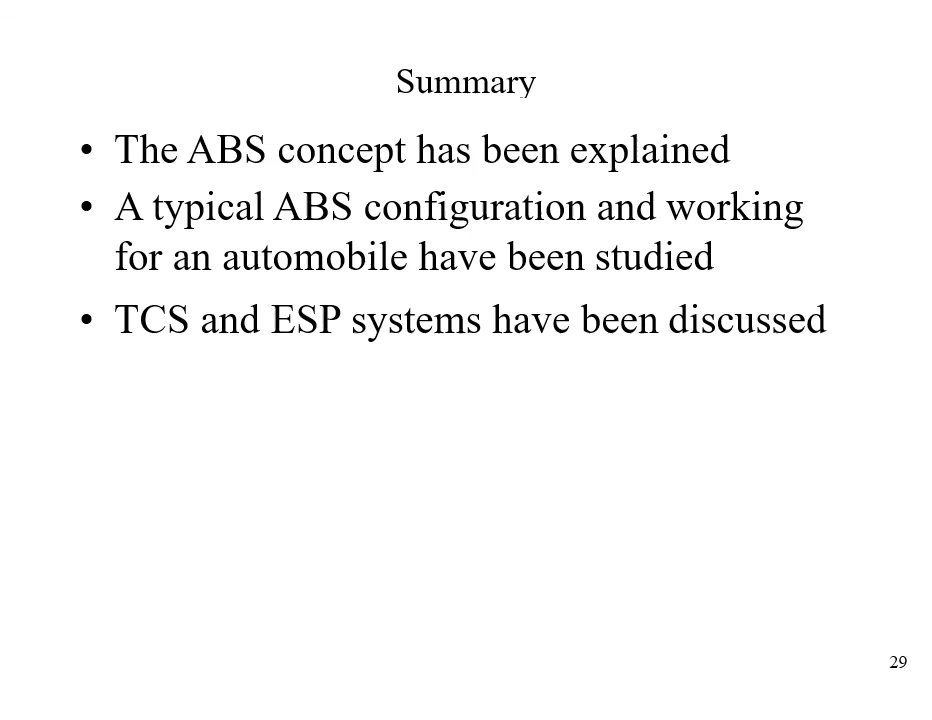 Summary
• The ABS concept has been explained
• A typical ABS configuration and working
for an automobile have been studied
• TCS and ESP systems have been discussed
29